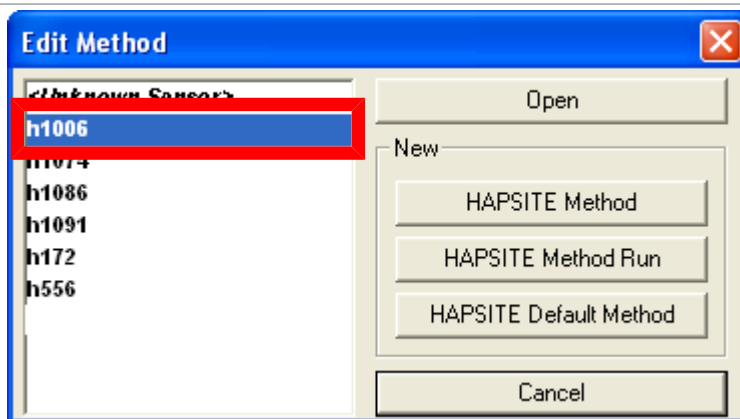 Edit Method
<Unknown Sensor>
h1006
h1074
h1086
h1091
h172
h556
Open
New
HAPSITE Method
HAPSITE Method Run
HAPSITE Default Method
Cancel